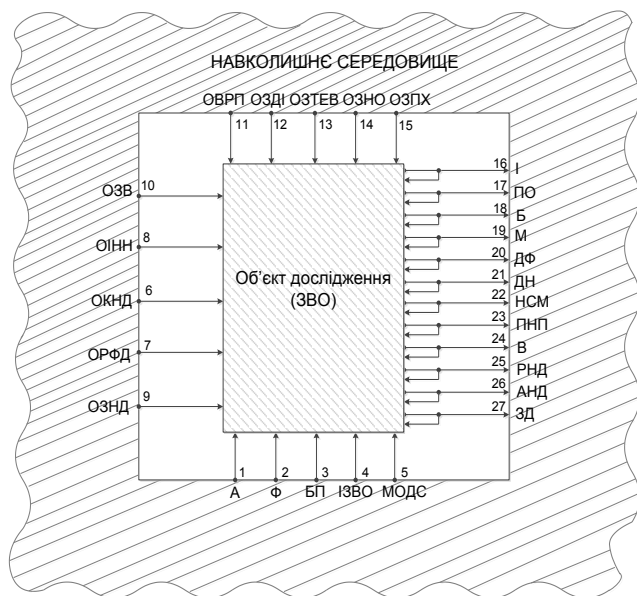 НАВКОЛИШНЄ СЕРЕДОВИЩЕ
ОВРП ОЗДІ ОЗТЕВ ОЗНО ОЗПХ
11 12 13 14 15
16 І
17 ПО
18 Б
19 М
20 ДФ
21 ДН
22 НСМ
23 ПНП
24 В
25 РНД
26 АНД
27 ЗД
ОЗВ 10
ОІНН 8
ОКНД 6
ОРФД 7
ОЗНД 9
Об’єкт дослідження
(ЗВО)
1 2 3 4 5
А Ф БП ІЗВО МОДС